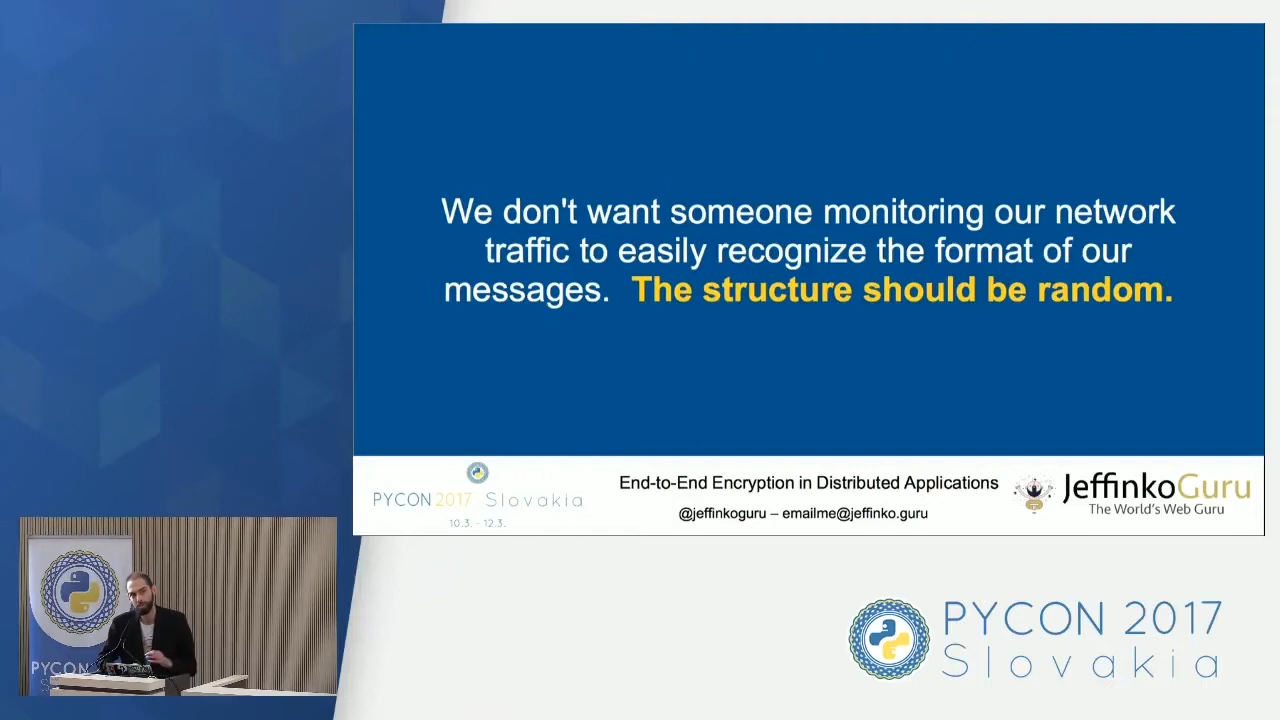 We don't want someone monitoring our network
traffic to easily recognize the format of our
messages. The structure should be random.
PYCON 2017 Slovakia
10.3. - 12.3.
End-to-End Encryption in Distributed Applications
@jeffinkoguru – emailme@jeffinko.guru
JeffinkoGuru
The World's Web Guru
PYCON
PYCON 2017
Slovakia